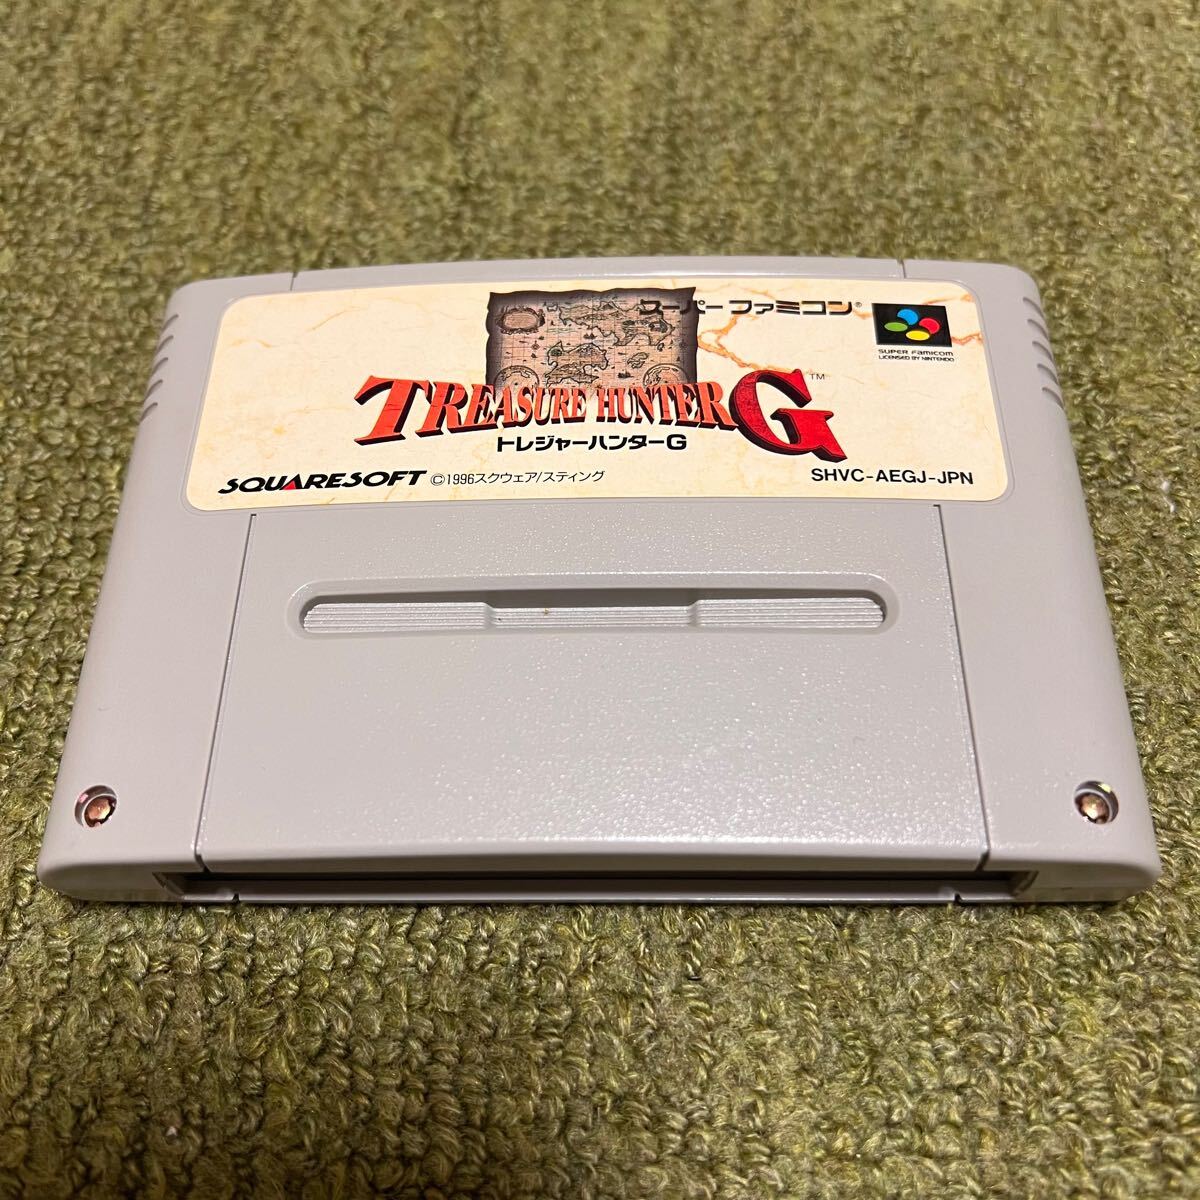 スーパーファミコン®
SUPER Famicom
LICENSED BY NINTENDO
TREASURE HUNTER G™
トレジャーハンターG
SQUARESOFT ©1996スクウェア/スティング
SHVC-AEGJ-JPN